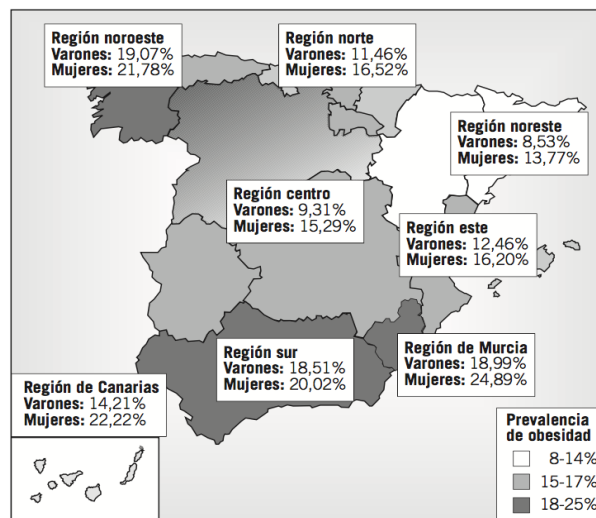 Región noroeste
Varones: 19,07%
Mujeres: 21,78%
Región norte
Varones: 11,46%
Mujeres: 16,52%
Región noreste
Varones: 8,53%
Mujeres: 13,77%
Región centro
Varones: 9,31%
Mujeres: 15,29%
Región este
Varones: 12,46%
Mujeres: 16,20%
Región sur
Varones: 18,51%
Mujeres: 20,02%
Región de Murcia
Varones: 18,99%
Mujeres: 24,89%
Región de Canarias
Varones: 14,21%
Mujeres: 22,22%
Prevalencia
de obesidad
8-14%
15-17%
18-25%